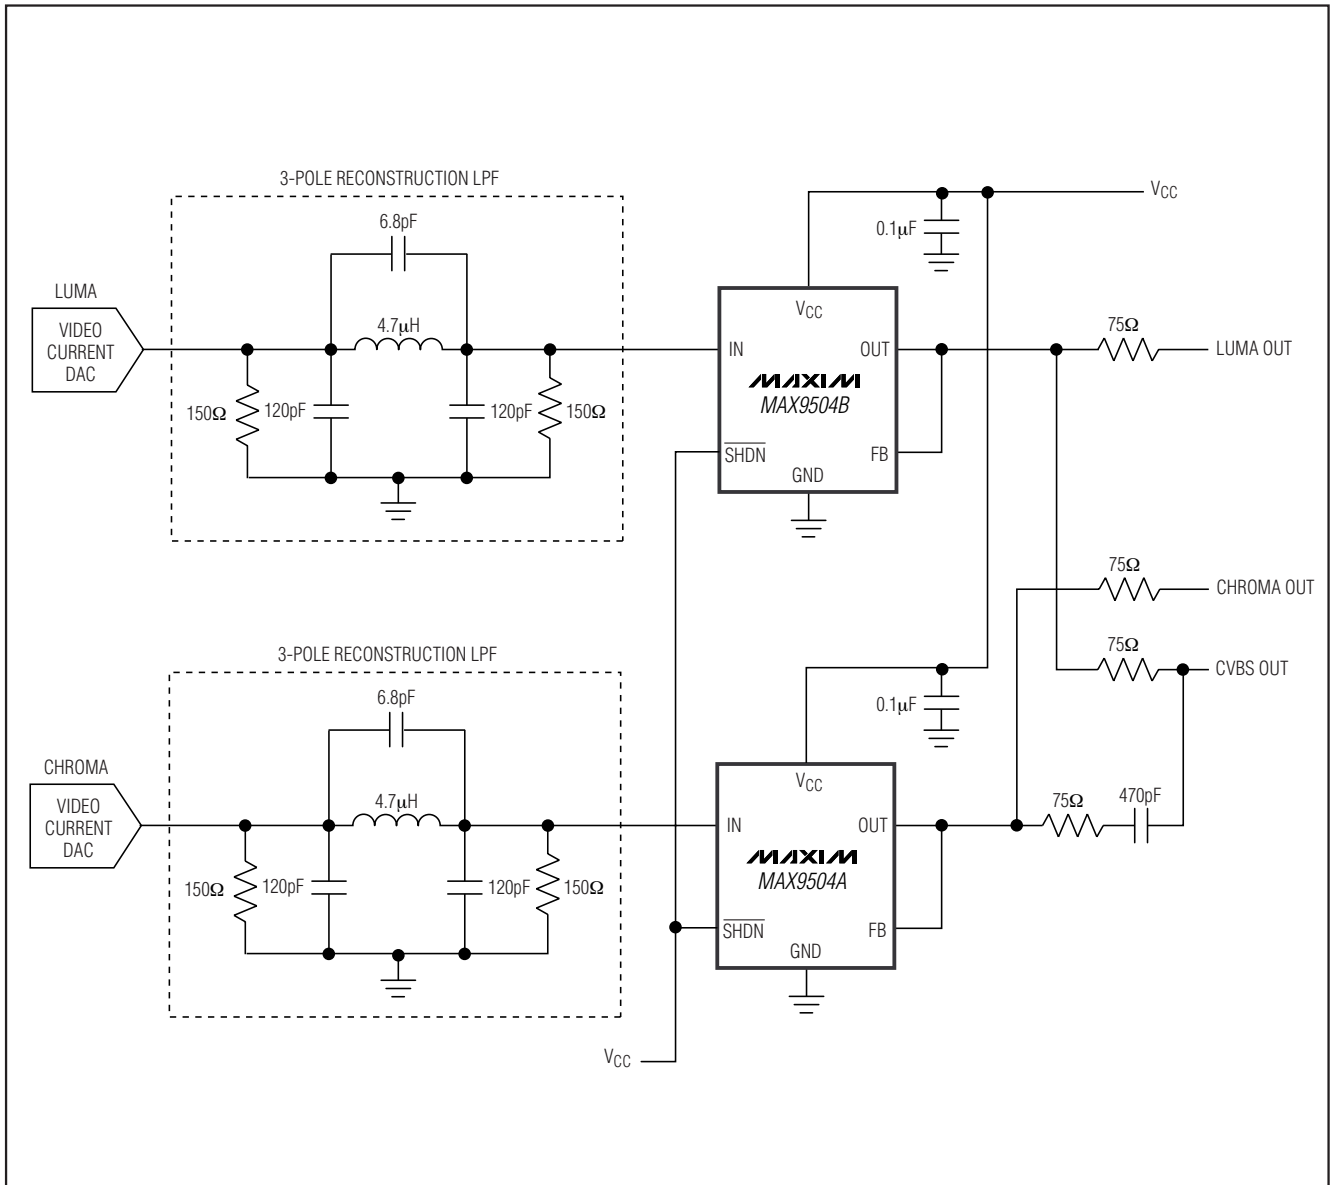 3-POLE RECONSTRUCTION LPF
6.8pF
4.7µH
LUMA
VIDEO
CURRENT
DAC
150Ω
120pF
120pF
150Ω
VCC
0.1µF
VCC
IN
OUT
MAXIM
MAX9504B
SHDN
FB
GND
75Ω
LUMA OUT
75Ω
CHROMA OUT
75Ω
CVBS OUT
3-POLE RECONSTRUCTION LPF
6.8pF
4.7µH
CHROMA
VIDEO
CURRENT
DAC
150Ω
120pF
120pF
150Ω
0.1µF
VCC
IN
OUT
MAXIM
MAX9504A
SHDN
FB
GND
75Ω
470pF
VCC